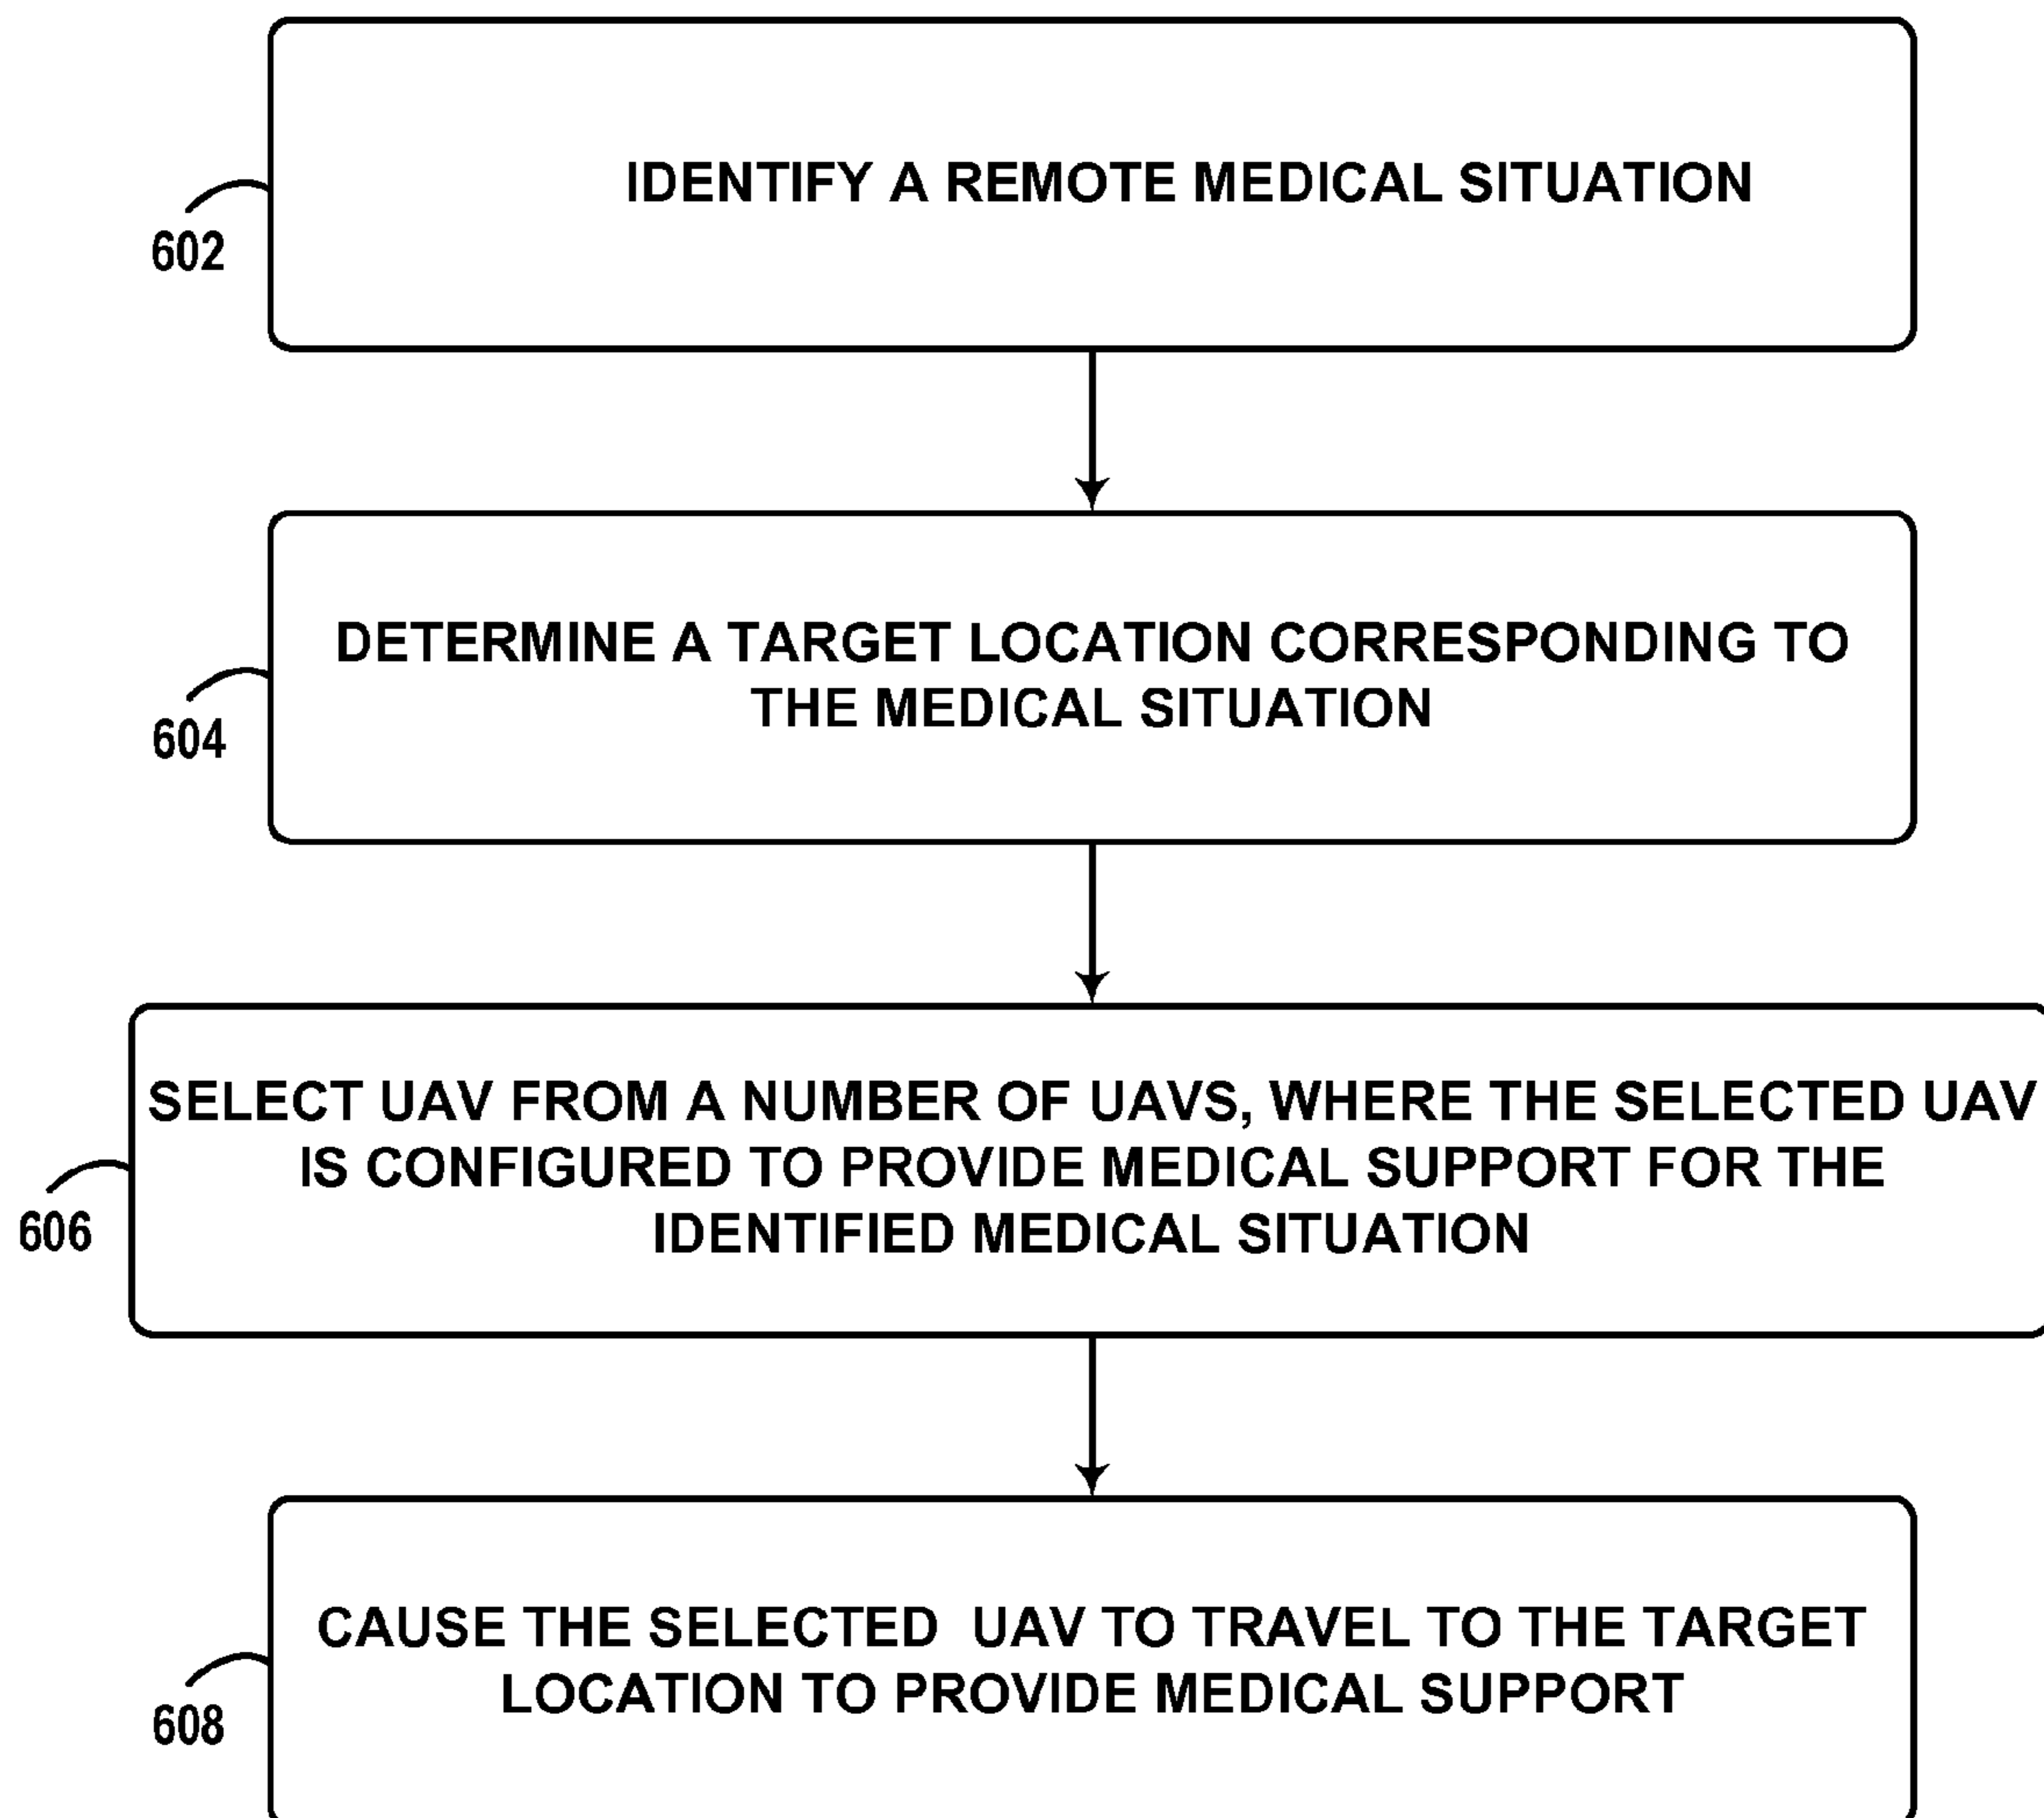 IDENTIFY A REMOTE MEDICAL SITUATION
602
DETERMINE A TARGET LOCATION CORRESPONDING TO
THE MEDICAL SITUATION
604
SELECT UAV FROM A NUMBER OF UAVS, WHERE THE SELECTED UAV
IS CONFIGURED TO PROVIDE MEDICAL SUPPORT FOR THE
IDENTIFIED MEDICAL SITUATION
606
CAUSE THE SELECTED UAV TO TRAVEL TO THE TARGET
LOCATION TO PROVIDE MEDICAL SUPPORT
608